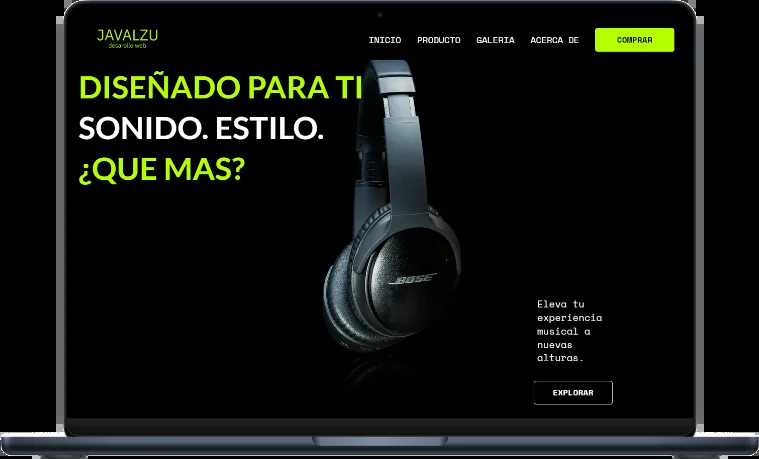 JAVALZU
desarollo web
INICIO PRODUCTO GALERIA ACERCA DE COMPRAR
DISEÑADO PARA TI
SONIDO. ESTILO.
¿QUE MAS?
BOSE
Eleva tu
experiencia
musical a
nuevas
alturas.
EXPLORAR